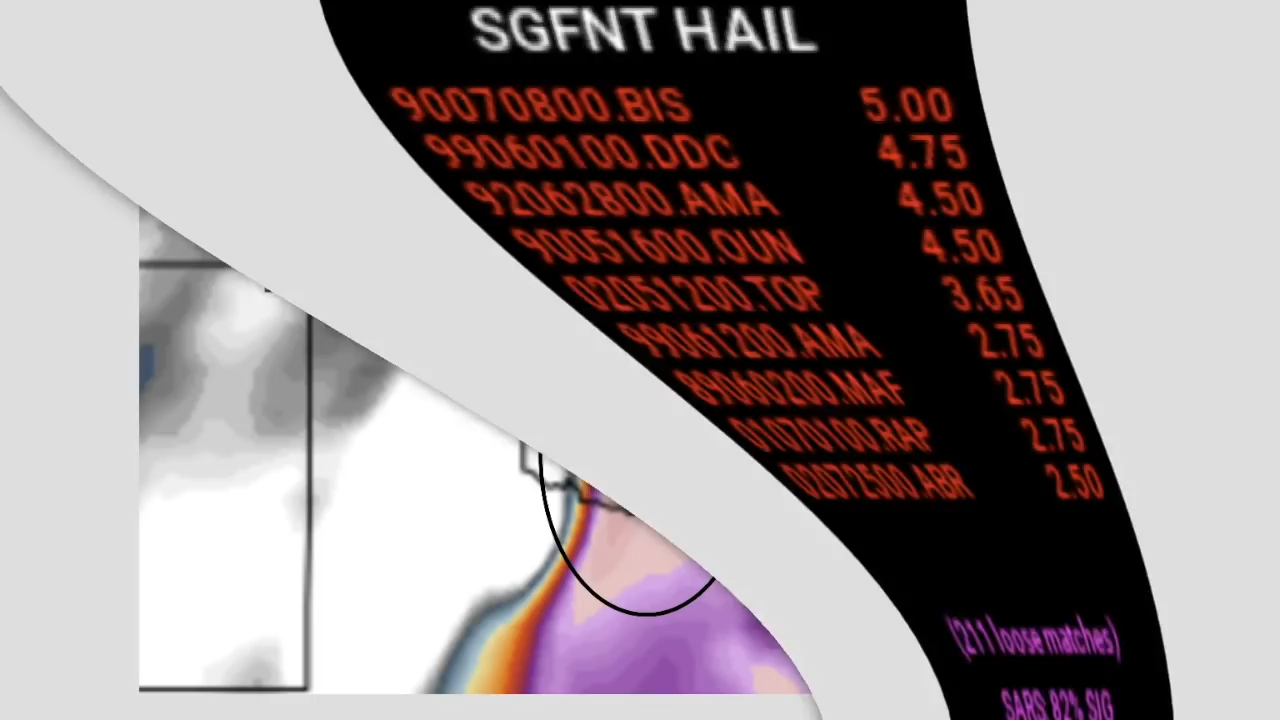 SGFNT HAIL
90070800.BIS 5.00
99060100.DDC 4.75
92062800.AMA 4.50
90051600.OUN 4.50
02051200.TOP 3.65
99061200.AMA 2.75
89060200.MAF 2.75
01070100.RAP 2.75
02072500.ABR 2.50
(211 loose matches)
SARS: 82% SIG